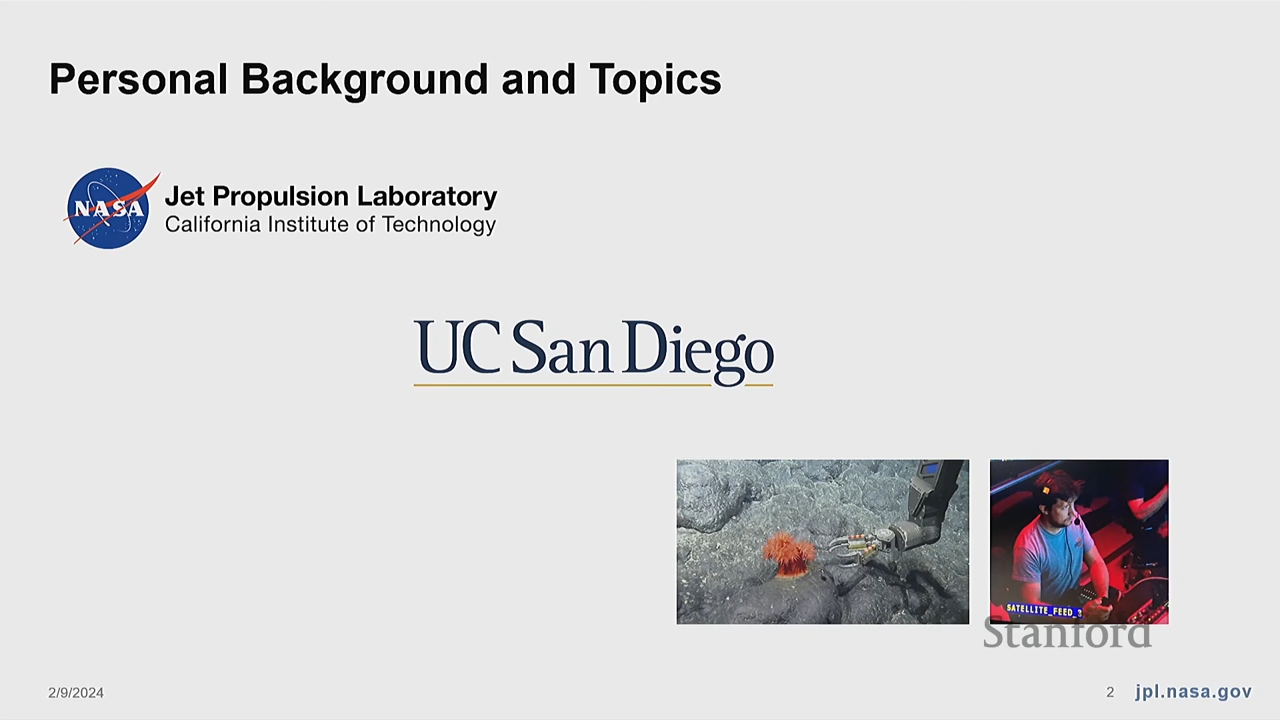 Personal Background and Topics
NASA
Jet Propulsion Laboratory
California Institute of Technology
UC San Diego
SATELLITE_FEED_3
Stanford
2/9/2024
2
jpl.nasa.gov